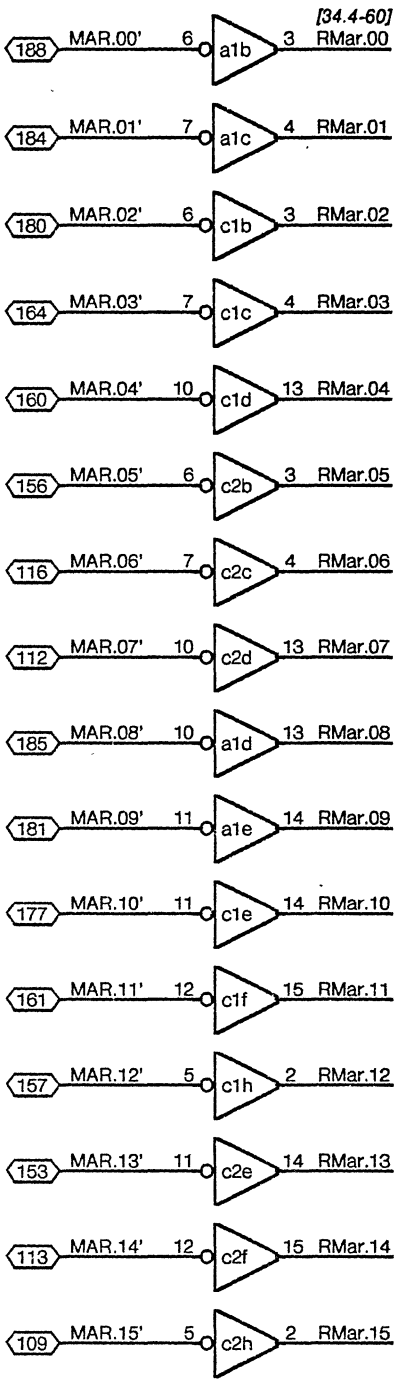 [34.4-60]
188 MAR.00' 6 a1b 3 RMar.00
184 MAR.01' 7 a1c 4 RMar.01
180 MAR.02' 6 c1b 3 RMar.02
164 MAR.03' 7 c1c 4 RMar.03
160 MAR.04' 10 c1d 13 RMar.04
156 MAR.05' 6 c2b 3 RMar.05
116 MAR.06' 7 c2c 4 RMar.06
112 MAR.07' 10 c2d 13 RMar.07
185 MAR.08' 10 a1d 13 RMar.08
181 MAR.09' 11 a1e 14 RMar.09
177 MAR.10' 11 c1e 14 RMar.10
161 MAR.11' 12 c1f 15 RMar.11
157 MAR.12' 5 c1h 2 RMar.12
153 MAR.13' 11 c2e 14 RMar.13
113 MAR.14' 12 c2f 15 RMar.14
109 MAR.15' 5 c2h 2 RMar.15